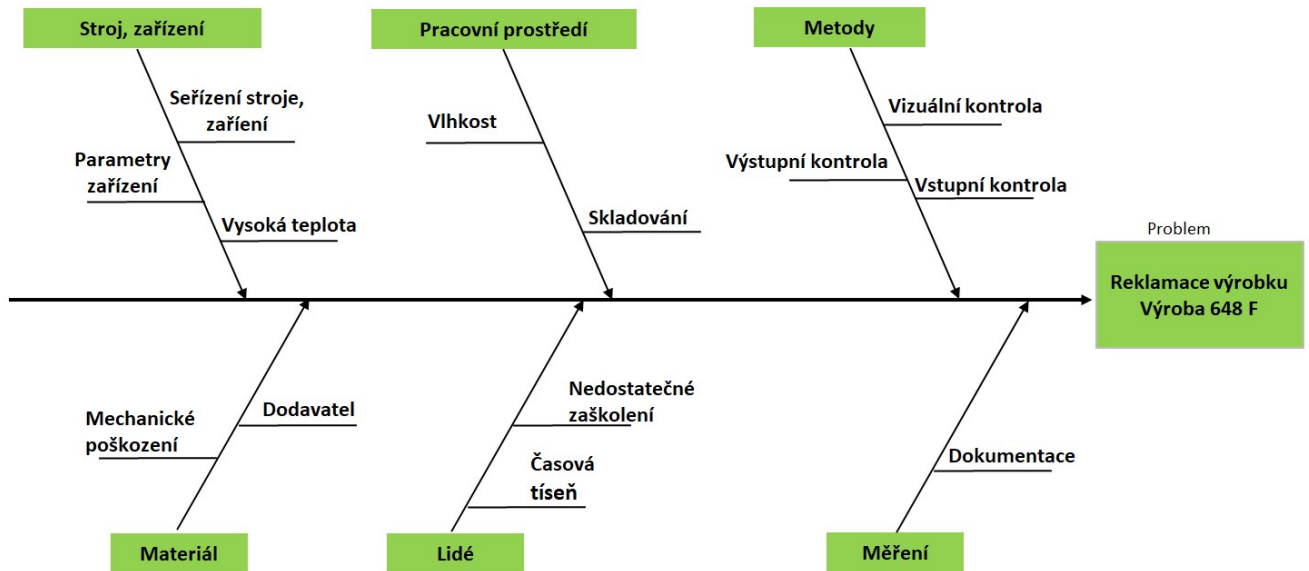 Stroj, zařízení
Pracovní prostředí
Metody
Seřízení stroje,
zaříení
Parametry
zařízení
Vysoká teplota
Vlhkost
Skladování
Vizuální kontrola
Výstupní kontrola
Vstupní kontrola
Problem
Reklamace výrobku
Výroba 648 F
Mechanické
poškození
Dodavatel
Nedostatečné
zaškolení
Časová
tíseň
Dokumentace
Materiál
Lidé
Měření